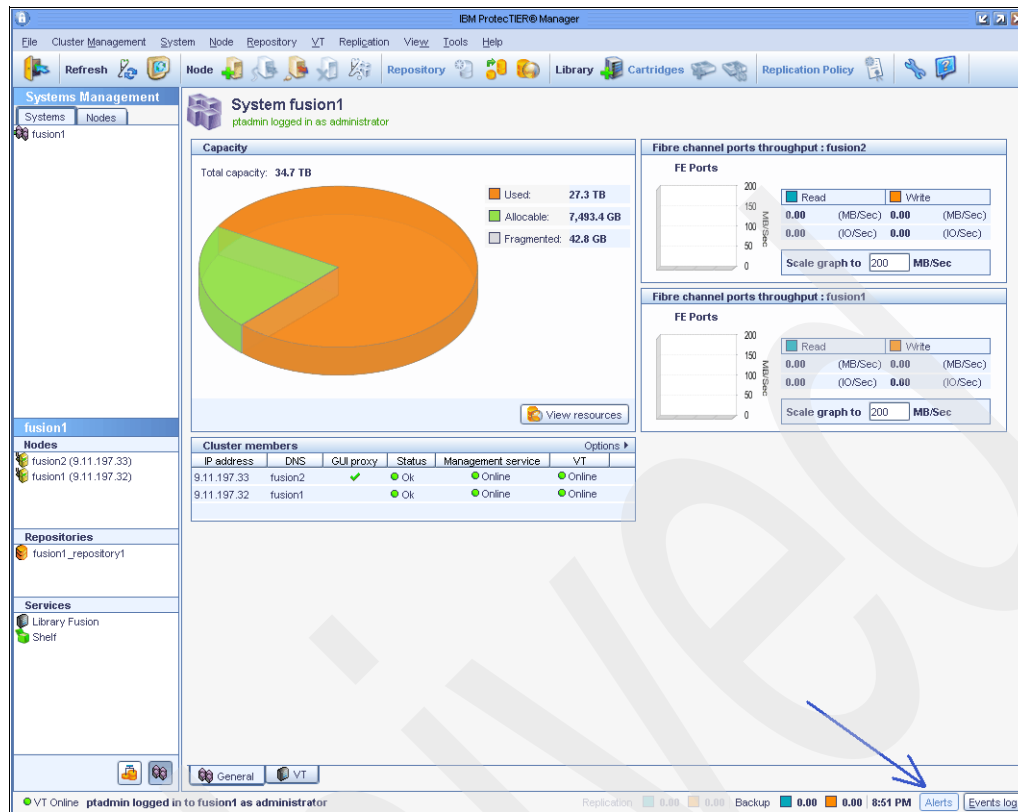 IBM ProtecTIER® Manager
File Cluster Management System Node Repository VT Replication View Tools Help
Refresh Node Repository Library Cartridges Replication Policy
Systems Management
Systems Nodes
fusion1
System fusion1
ptadmin logged in as administrator
Capacity
Total capacity: 34.7 TB
Used: 27.3 TB
Allocable: 7,493.4 GB
Fragmented: 42.8 GB
View resources
Fibre channel ports throughput : fusion2
FE Ports
200
150
100
50
0
MB/Sec
Read Write
0.00 (MB/Sec) 0.00 (MB/Sec)
0.00 (IO/Sec) 0.00 (IO/Sec)
Scale graph to 200 MB/Sec
Fibre channel ports throughput : fusion1
FE Ports
200
150
100
50
0
MB/Sec
Read Write
0.00 (MB/Sec) 0.00 (MB/Sec)
0.00 (IO/Sec) 0.00 (IO/Sec)
Scale graph to 200 MB/Sec
fusion1
Nodes
fusion2 (9.11.197.33)
fusion1 (9.11.197.32)
Repositories
fusion1_repository1
Services
Library Fusion
Shelf
Cluster members Options
IP address DNS GUI proxy Status Management service VT
9.11.197.33 fusion2 Ok Online Online
9.11.197.32 fusion1 Ok Online Online
General VT
VT Online ptadmin logged in to fusion1 as administrator Replication 0.00 0.00 Backup 0.00 0.00 8:51 PM Alerts Events log